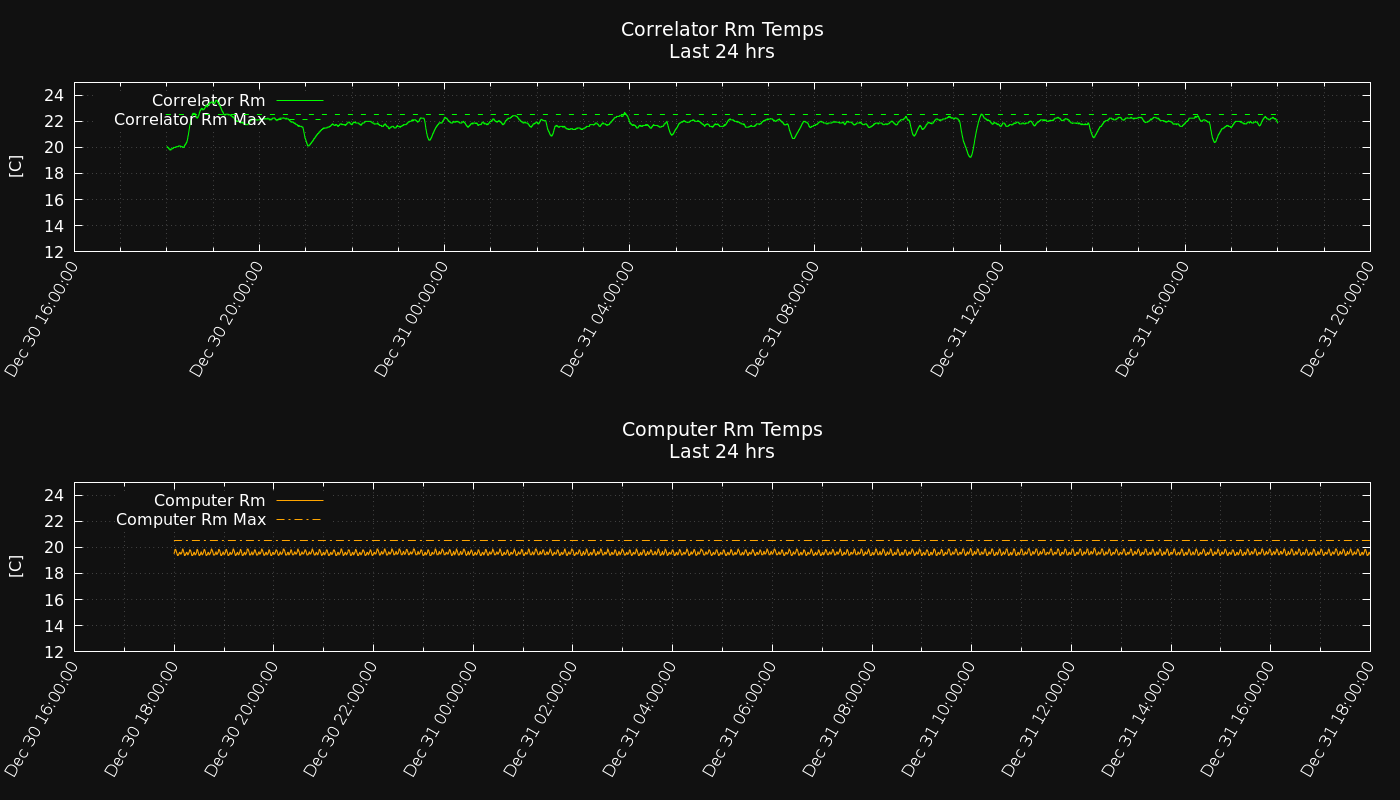 Correlator Rm Temps
Last 24 hrs
Correlator Rm
Correlator Rm Max
[C]
24
22
20
18
16
14
12
Dec 30 16:00:00
Dec 30 20:00:00
Dec 31 00:00:00
Dec 31 04:00:00
Dec 31 08:00:00
Dec 31 12:00:00
Dec 31 16:00:00
Dec 31 20:00:00
Computer Rm Temps
Last 24 hrs
Computer Rm
Computer Rm Max
[C]
24
22
20
18
16
14
12
Dec 30 16:00:00
Dec 30 18:00:00
Dec 30 20:00:00
Dec 30 22:00:00
Dec 31 00:00:00
Dec 31 02:00:00
Dec 31 04:00:00
Dec 31 06:00:00
Dec 31 08:00:00
Dec 31 10:00:00
Dec 31 12:00:00
Dec 31 14:00:00
Dec 31 16:00:00
Dec 31 18:00:00